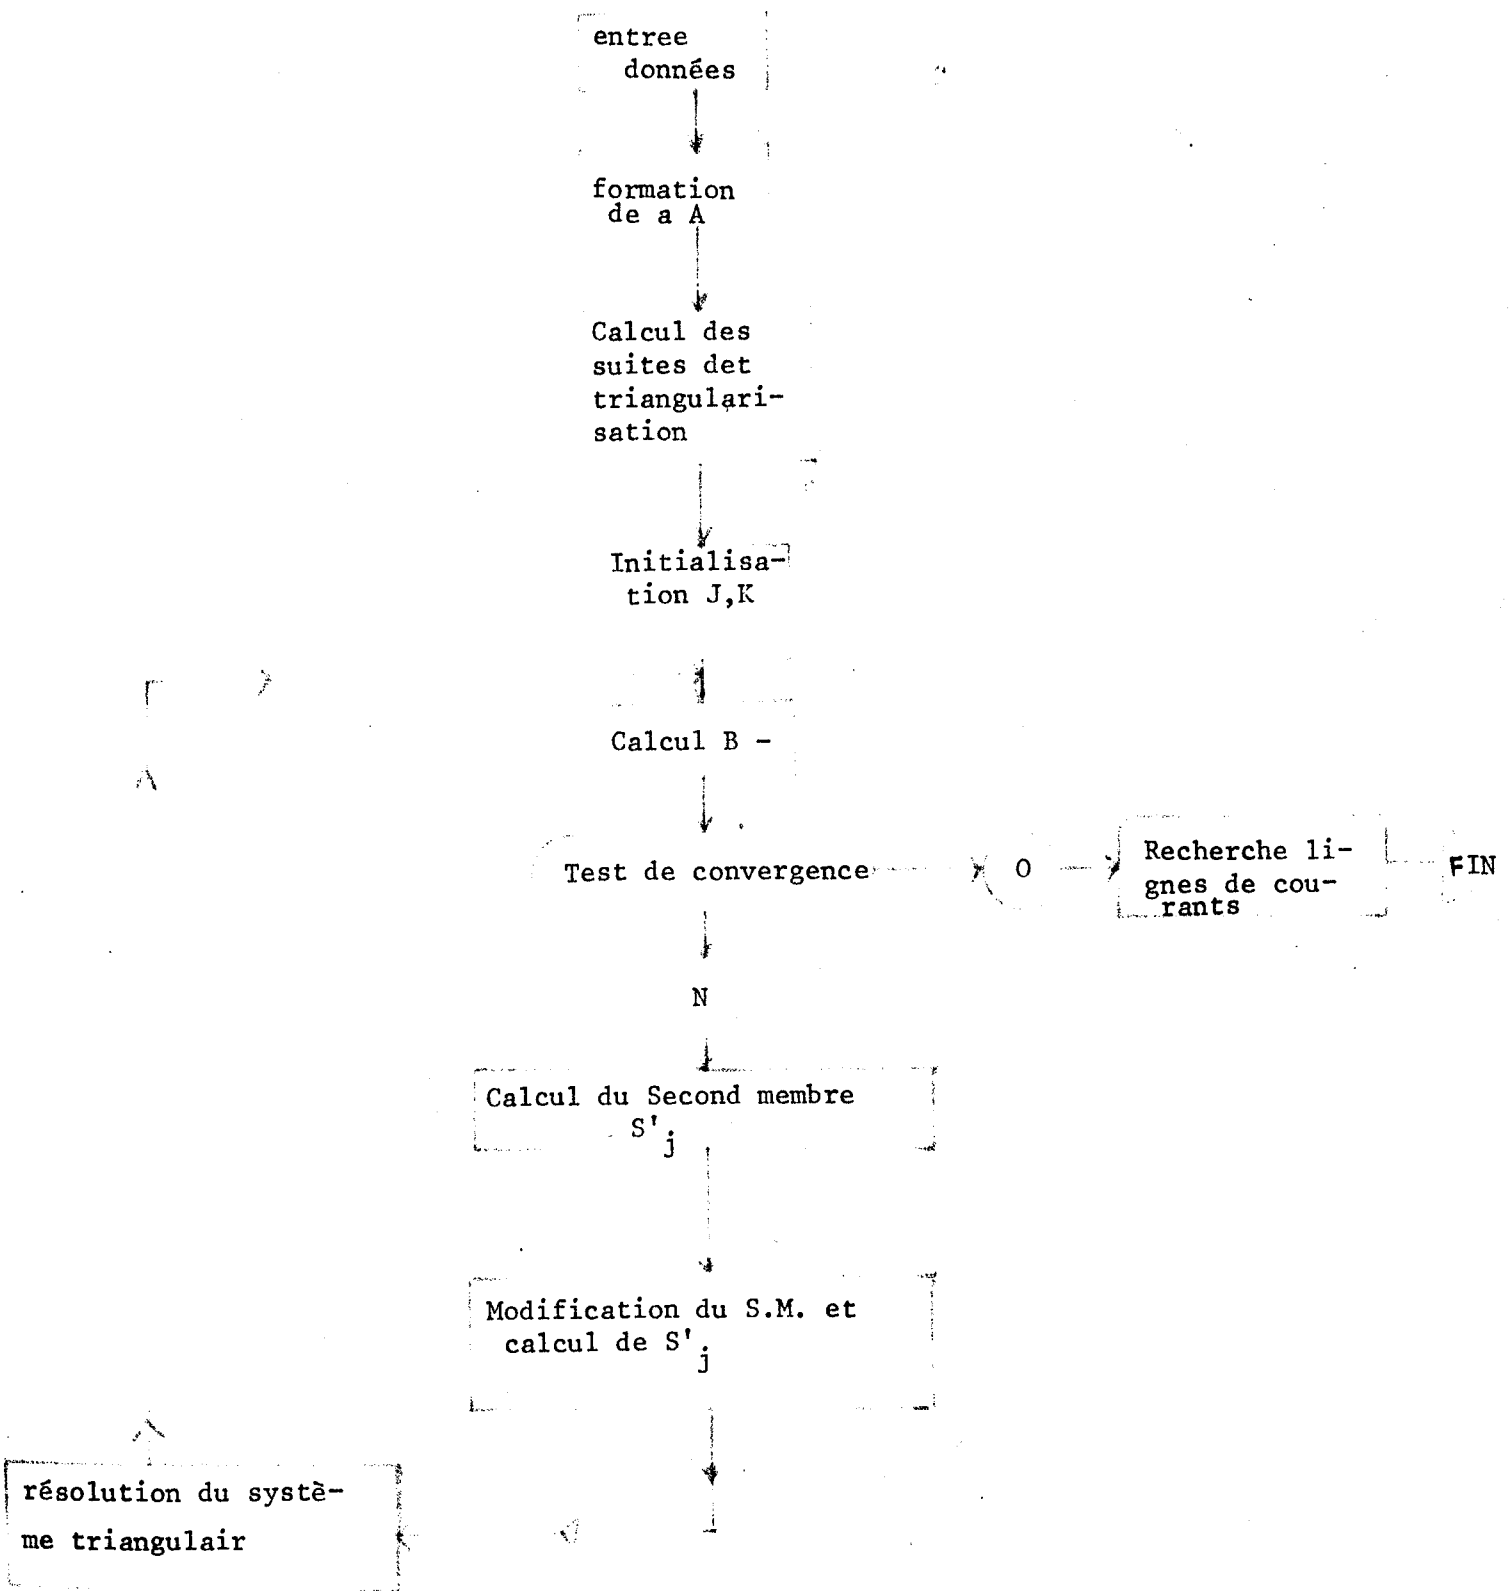 entree
données
formation
de a A
Calcul des
suites det
triangulari-
sation
Initialisa-
tion J,K
Calcul B -
Test de convergence
O
Recherche li-
gnes de cou-
rants
FIN
N
Calcul du Second membre
S'j
Modification du S.M. et
calcul de S'j
résolution du systè-
me triangulair